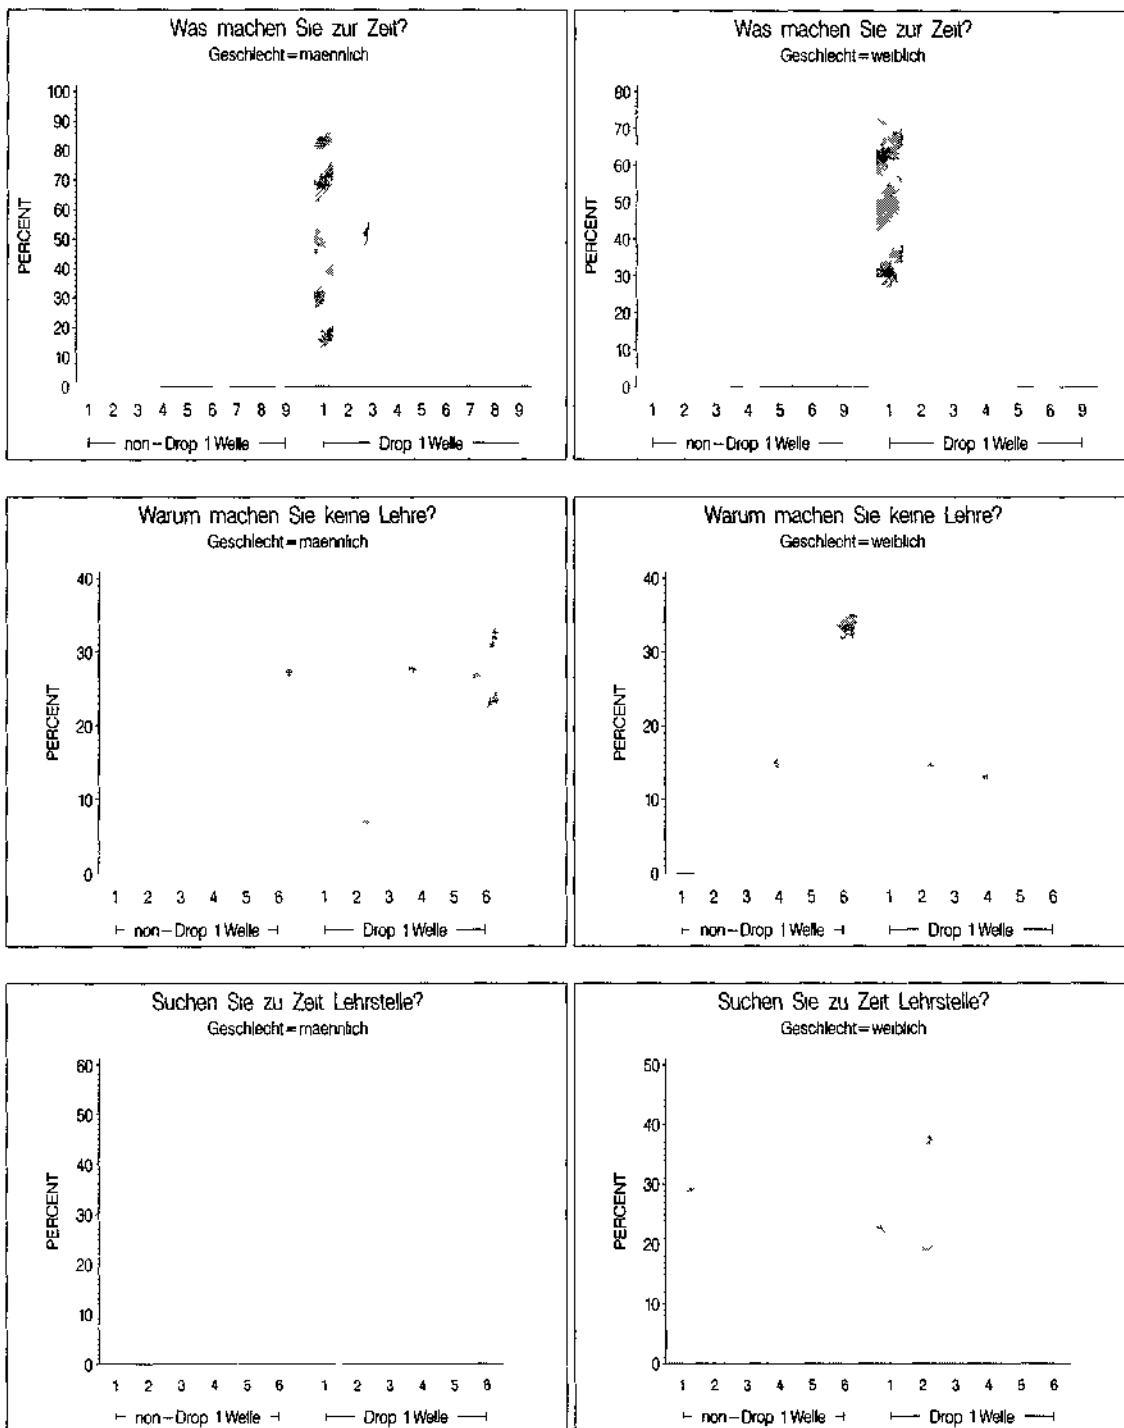 Was machen Sie zur Zeit?
Geschlecht=maennlich
PERCENT
100
90
80
70
60
50
40
30
20
10
0
1 2 3 4 5 6 7 8 9 1 2 3 4 5 6 7 8 9
non-Drop 1 Welle Drop 1 Welle
Was machen Sie zur Zeit?
Geschlecht=weiblich
PERCENT
80
70
60
50
40
30
20
10
0
1 2 3 4 5 6 9 1 2 3 4 5 6 9
non-Drop 1 Welle Drop 1 Welle
Warum machen Sie keine Lehre?
Geschlecht=maennlich
PERCENT
40
30
20
10
0
1 2 3 4 5 6 1 2 3 4 5 6
non-Drop 1 Welle Drop 1 Welle
Warum machen Sie keine Lehre?
Geschlecht=weiblich
PERCENT
40
30
20
10
0
1 2 3 4 5 6 1 2 3 4 5 6
non-Drop 1 Welle Drop 1 Welle
Suchen Sie zu Zeit Lehrstelle?
Geschlecht=maennlich
PERCENT
60
50
40
30
20
10
0
1 2 3 4 5 6 1 2 3 4 5 6
non-Drop 1 Welle Drop 1 Welle
Suchen Sie zu Zeit Lehrstelle?
Geschlecht=weiblich
PERCENT
50
40
30
20
10
0
1 2 3 4 5 6 1 2 3 4 5 6
non-Drop 1 Welle Drop 1 Welle